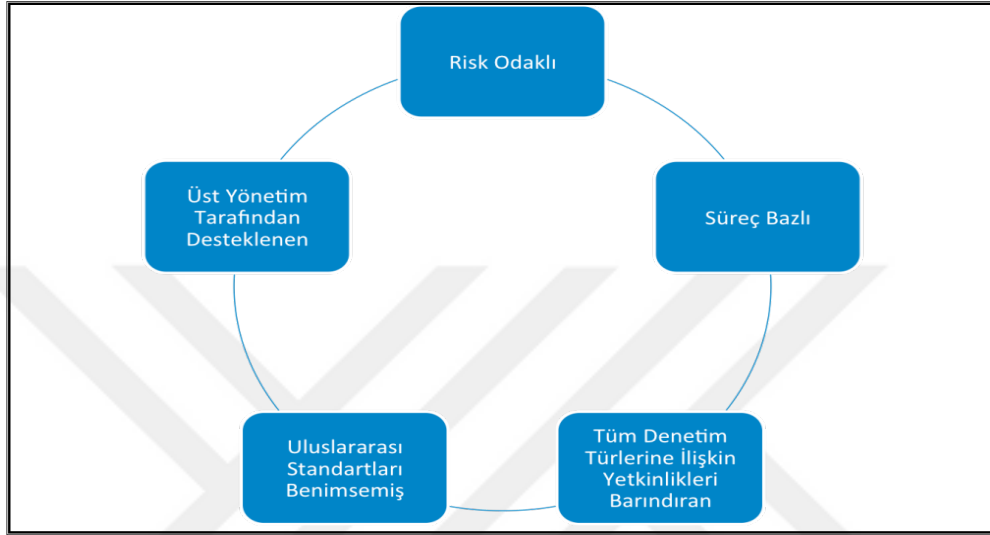 Risk Odaklı
Süreç Bazlı
Tüm Denetim
Türlerine İlişkin
Yetkinlikleri
Barındıran
Uluslararası
Standartları
Benimsemiş
Üst Yönetim
Tarafından
Desteklenen